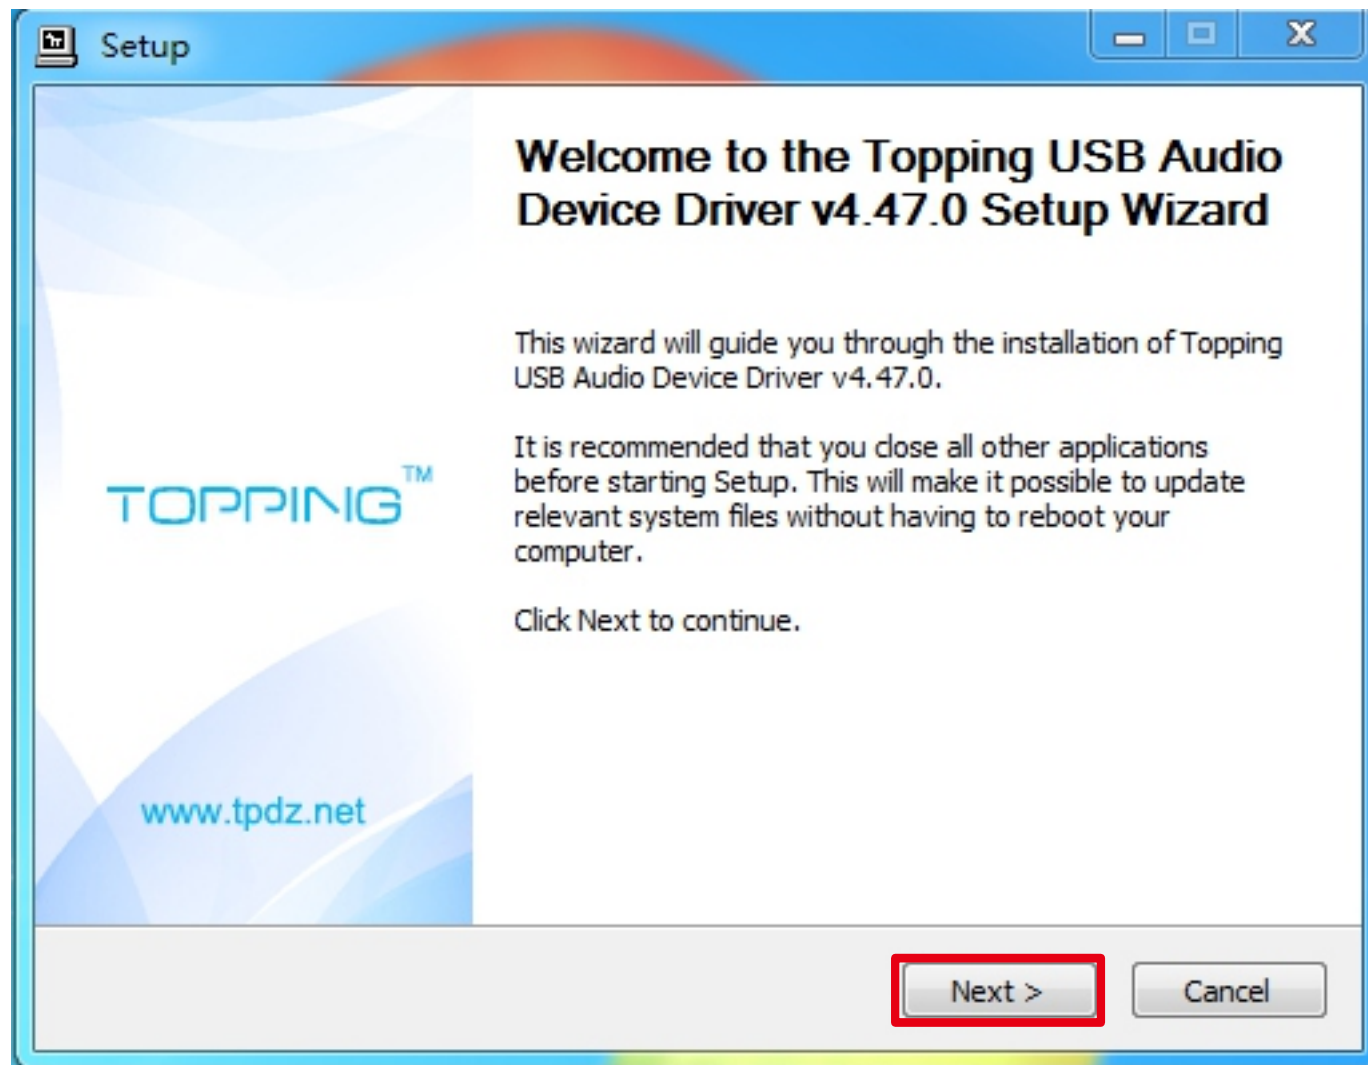 Setup
Welcome to the Topping USB Audio
Device Driver v4.47.0 Setup Wizard
This wizard will guide you through the installation of Topping
USB Audio Device Driver v4.47.0.
It is recommended that you close all other applications
before starting Setup. This will make it possible to update
relevant system files without having to reboot your
computer.
Click Next to continue.
TOPPING™
www.tpdz.net
Next >
Cancel